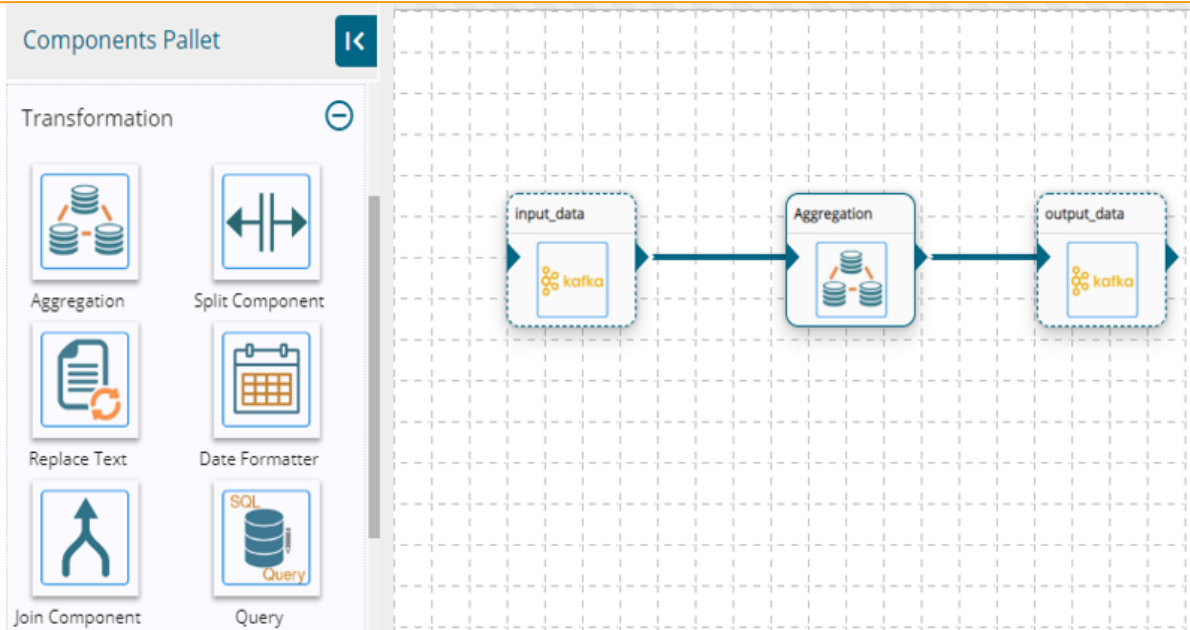 Components Pallet
Transformation
Aggregation
Split Component
Replace Text
Date Formatter
SQL
Query
Join Component
Query
input_data
kafka
Aggregation
output_data
kafka